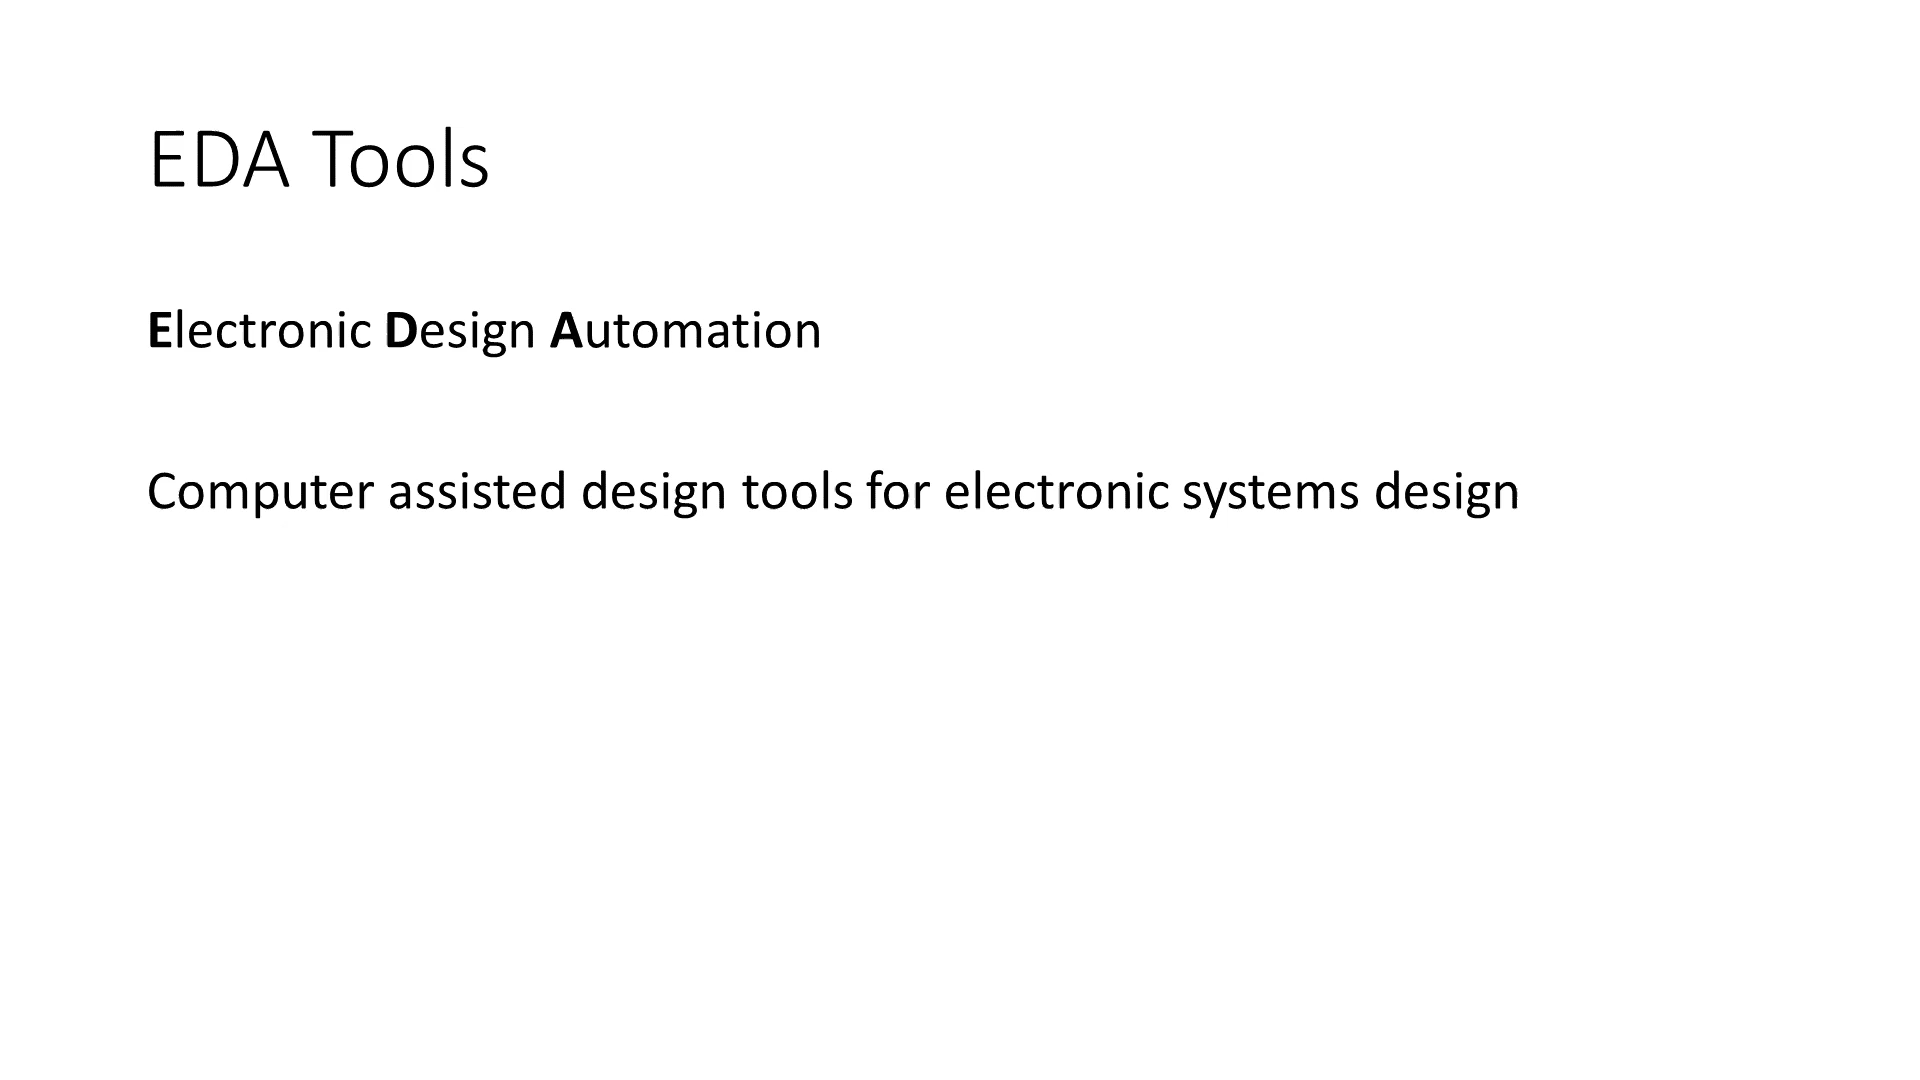 EDA Tools
Electronic Design Automation
Computer assisted design tools for electronic systems design